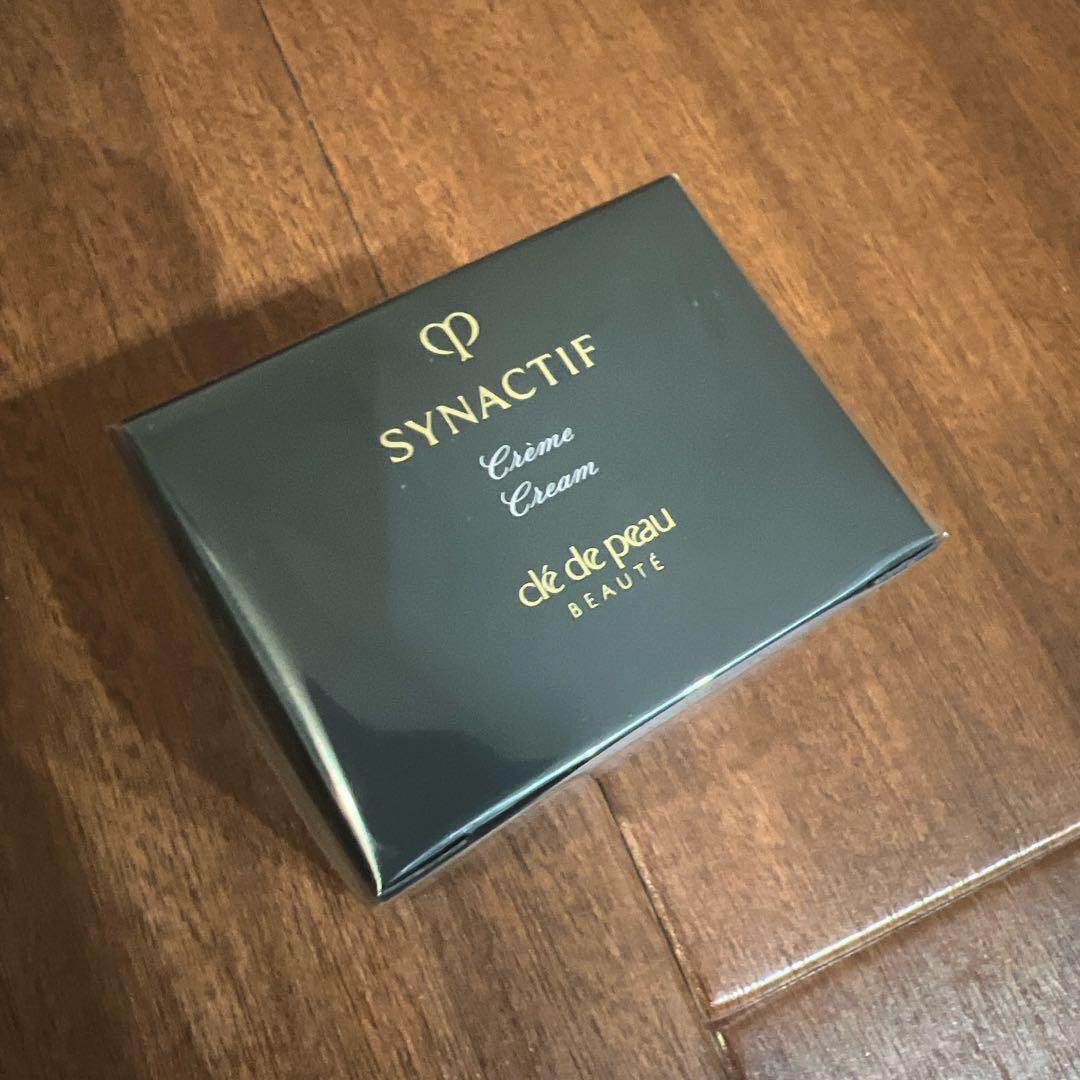 SYNACTIF
Crème
Cream
clé de peau
BEAUTÉ